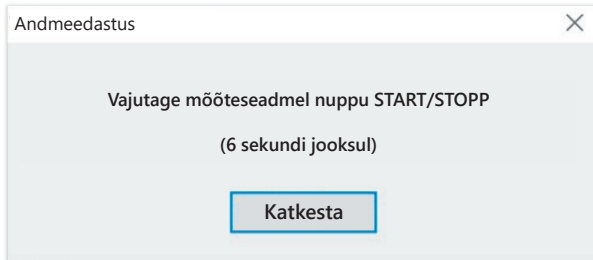 Andmeedastus
Vajutage mõõteseadmel nuppu START/STOPP
(6 sekundi jooksul)
Katkesta